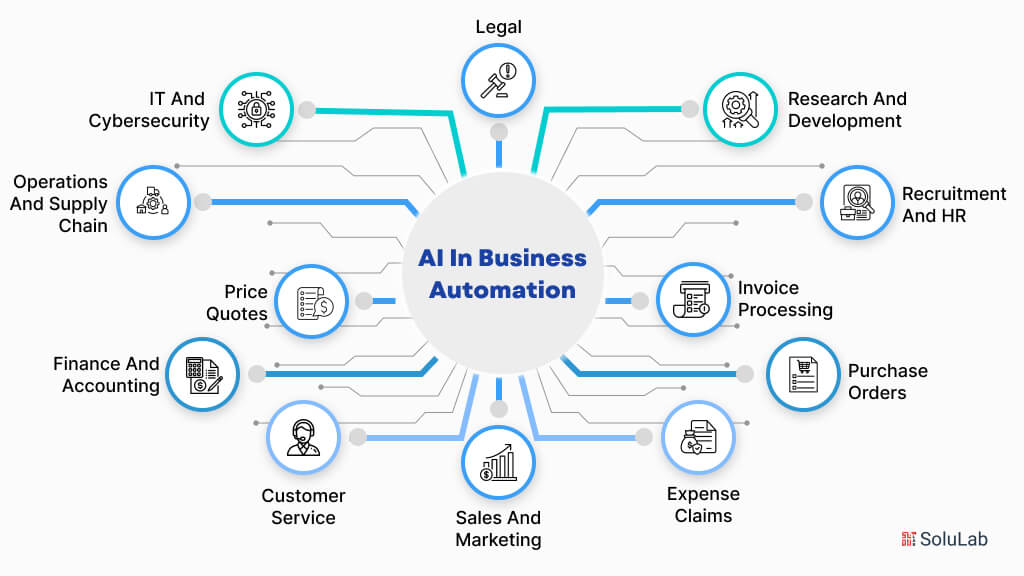 Legal
IT And
Cybersecurity
Research And
Development
Operations
And Supply
Chain
Recruitment
And HR
AI In Business
Automation
Price
Quotes
Invoice
Processing
Finance And
Accounting
Purchase
Orders
Customer
Service
Sales And
Marketing
Expense
Claims
SoluLab